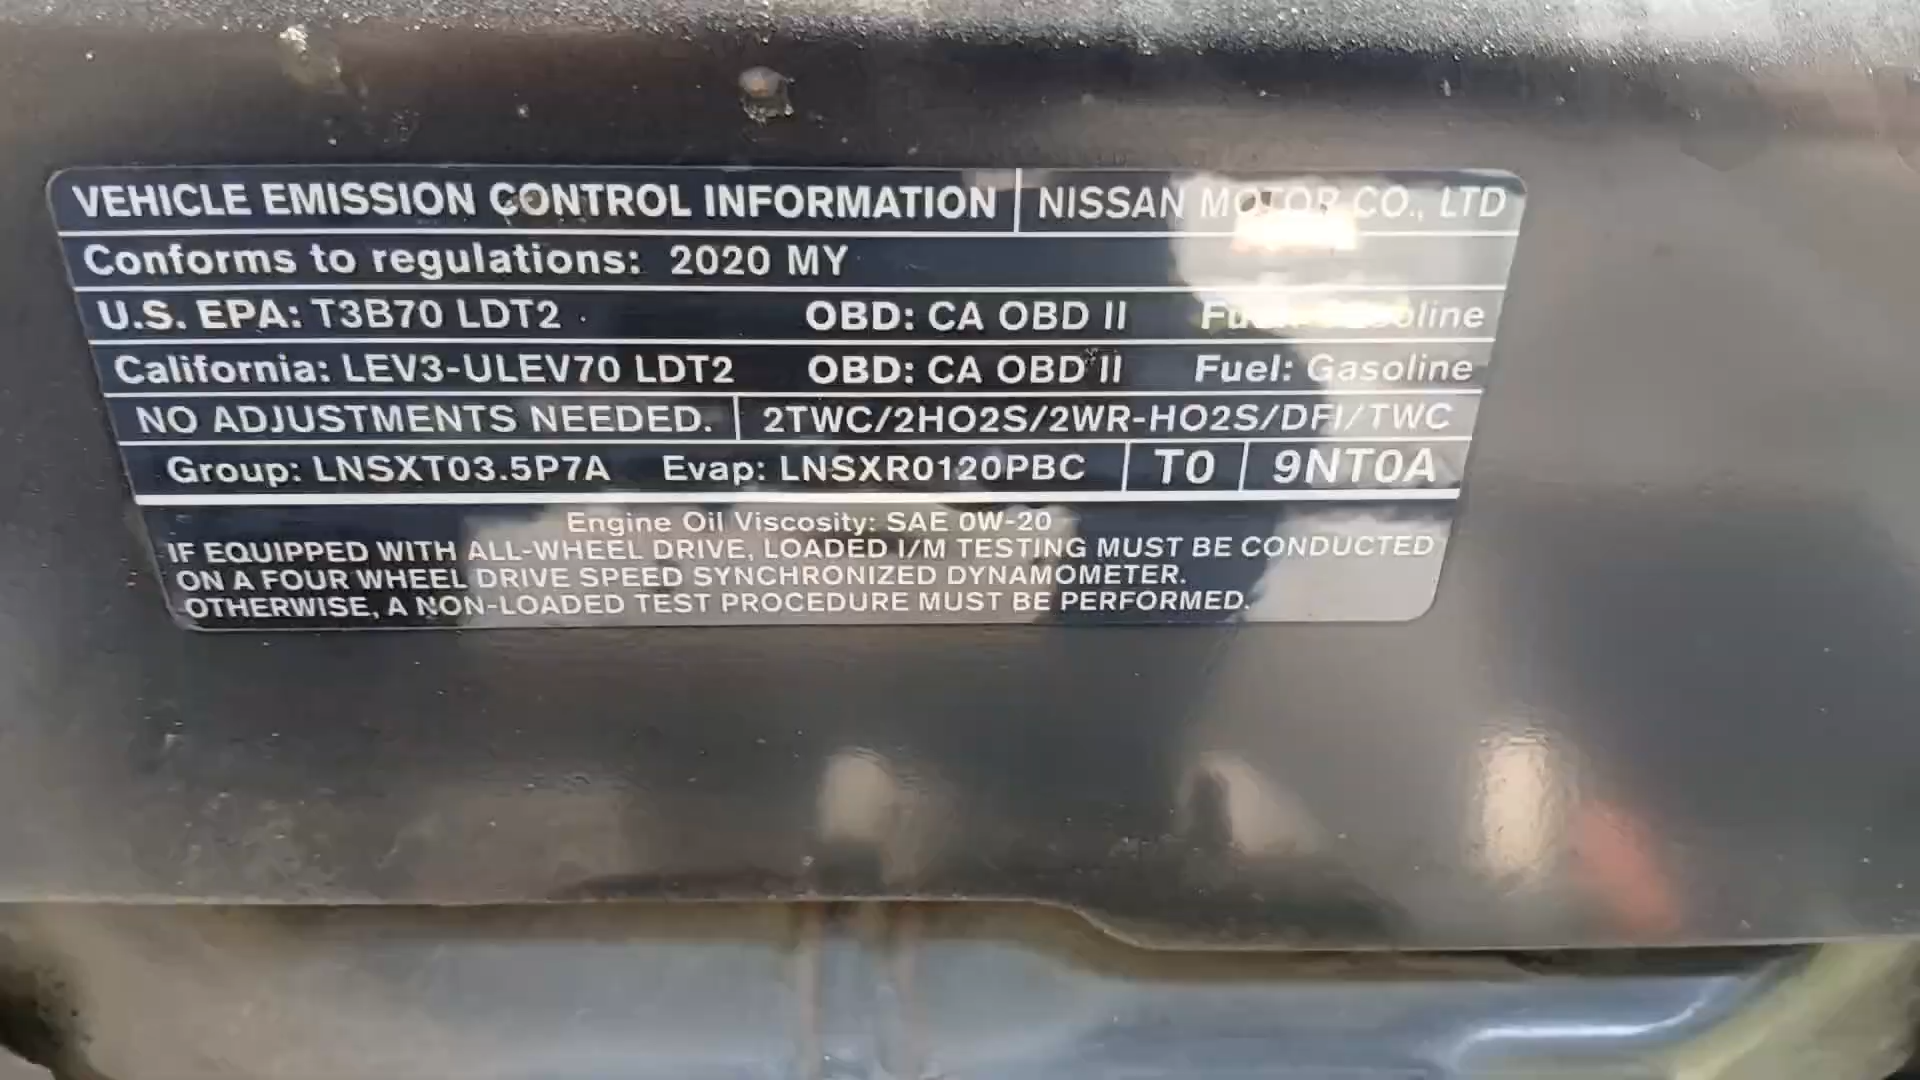 VEHICLE EMISSION CONTROL INFORMATION NISSAN MOTOR CO., LTD
Conforms to regulations: 2020 MY
U.S. EPA: T3B70 LDT2 OBD: CA OBD II Fuel: Gasoline
California: LEV3-ULEV70 LDT2 OBD: CA OBD II Fuel: Gasoline
NO ADJUSTMENTS NEEDED. 2TWC/2HO2S/2WR-HO2S/DFI/TWC
Group: LNSXT03.5P7A Evap: LNSXR0120PBC T0 9NT0A
Engine Oil Viscosity: SAE 0W-20
IF EQUIPPED WITH ALL-WHEEL DRIVE, LOADED I/M TESTING MUST BE CONDUCTED
ON A FOUR WHEEL DRIVE SPEED SYNCHRONIZED DYNAMOMETER.
OTHERWISE, A NON-LOADED TEST PROCEDURE MUST BE PERFORMED.